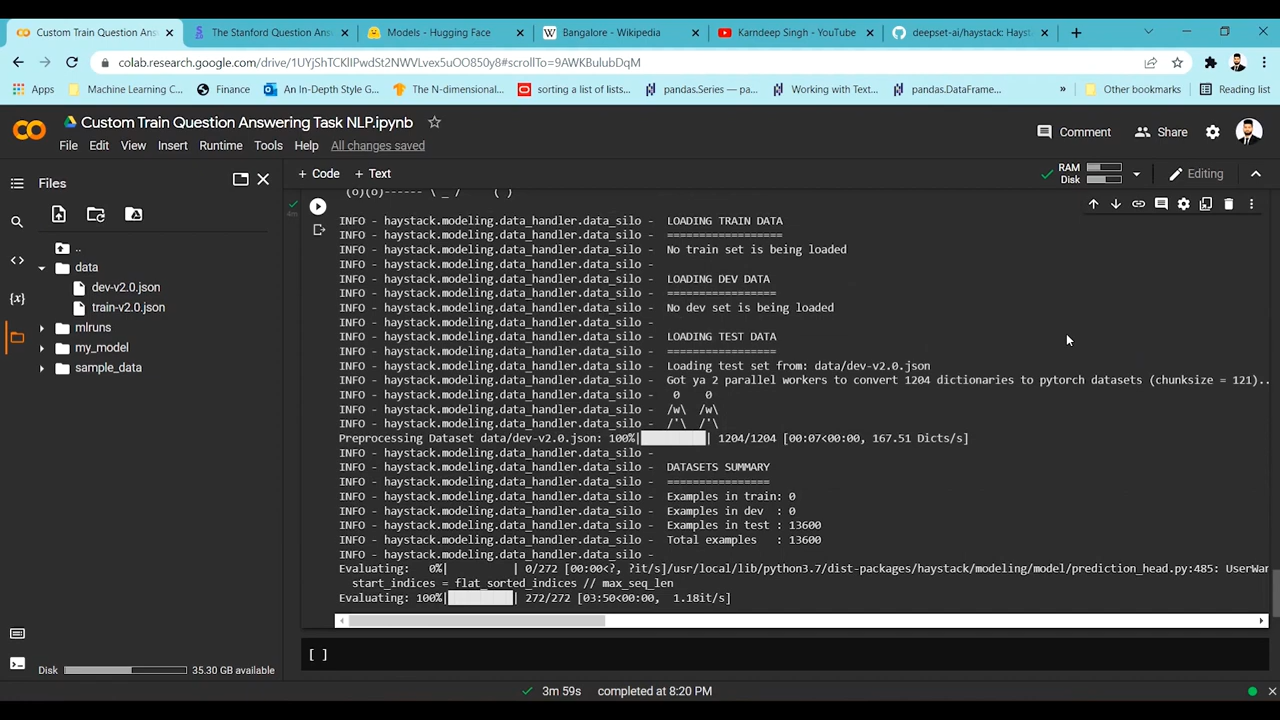 Custom Train Question Answ
The Stanford Question Ans
Models - Hugging Face
Bangalore - Wikipedia
Karndeep Singh - YouTube
deepset-ai/haystack: Hayst
colab.research.google.com/drive/1UYjShTCKlIPwdSt2NWVLvex5uOO850y8#scrollTo=9AWKBulubDqM
Apps
Machine Learning C...
Finance
An In-Depth Style G...
The N-dimensional...
sorting a list of lists...
pandas.Series — pa...
Working with Text...
pandas.DataFrame...
»
Other bookmarks
Reading list
Custom Train Question Answering Task NLP.ipynb
File Edit View Insert Runtime Tools Help All changes saved
Comment
Share
Files
+ Code + Text
RAM
Disk
Editing
..
data
dev-v2.0.json
train-v2.0.json
mlruns
my_model
sample_data
Disk
35.30 GB available
4m
(o)(o)------'\ _ / ( )
INFO - haystack.modeling.data_handler.data_silo - LOADING TRAIN DATA
INFO - haystack.modeling.data_handler.data_silo - ==================
INFO - haystack.modeling.data_handler.data_silo - No train set is being loaded
INFO - haystack.modeling.data_handler.data_silo -
INFO - haystack.modeling.data_handler.data_silo - LOADING DEV DATA
INFO - haystack.modeling.data_handler.data_silo - =================
INFO - haystack.modeling.data_handler.data_silo - No dev set is being loaded
INFO - haystack.modeling.data_handler.data_silo -
INFO - haystack.modeling.data_handler.data_silo - LOADING TEST DATA
INFO - haystack.modeling.data_handler.data_silo - =================
INFO - haystack.modeling.data_handler.data_silo - Loading test set from: data/dev-v2.0.json
INFO - haystack.modeling.data_handler.data_silo - Got ya 2 parallel workers to convert 1204 dictionaries to pytorch datasets (chunksize = 121)..
INFO - haystack.modeling.data_handler.data_silo - 0 0
INFO - haystack.modeling.data_handler.data_silo - /w\ /w\
INFO - haystack.modeling.data_handler.data_silo - /'\ /'\
Preprocessing Dataset data/dev-v2.0.json: 100%| | 1204/1204 [00:07<00:00, 167.51 Dicts/s]
INFO - haystack.modeling.data_handler.data_silo -
INFO - haystack.modeling.data_handler.data_silo - DATASETS SUMMARY
INFO - haystack.modeling.data_handler.data_silo - ================
INFO - haystack.modeling.data_handler.data_silo - Examples in train: 0
INFO - haystack.modeling.data_handler.data_silo - Examples in dev : 0
INFO - haystack.modeling.data_handler.data_silo - Examples in test : 13600
INFO - haystack.modeling.data_handler.data_silo - Total examples : 13600
INFO - haystack.modeling.data_handler.data_silo -
Evaluating: 0%| | 0/272 [00:00<?, ?it/s]/usr/local/lib/python3.7/dist-packages/haystack/modeling/model/prediction_head.py:485: UserWar
start_indices = flat_sorted_indices // max_seq_len
Evaluating: 100%| | 272/272 [03:50<00:00, 1.18it/s]
[ ]
3m 59s completed at 8:20 PM